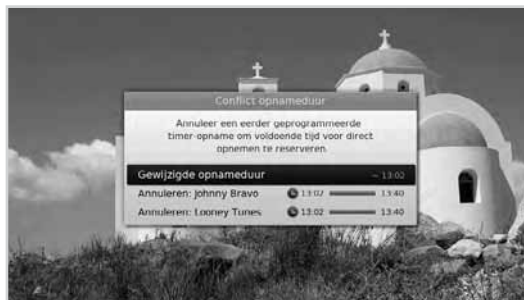 Conflict opnameduur
Annuleer een eerder geprogrammeerde
timer-opname om voldoende tijd voor direct
opnemen te reserveren.
Gewijzigde opnameduur ~ 13:02
Annuleren: Johnny Bravo 13:02 13:40
Annuleren: Looney Tunes 13:02 13:40